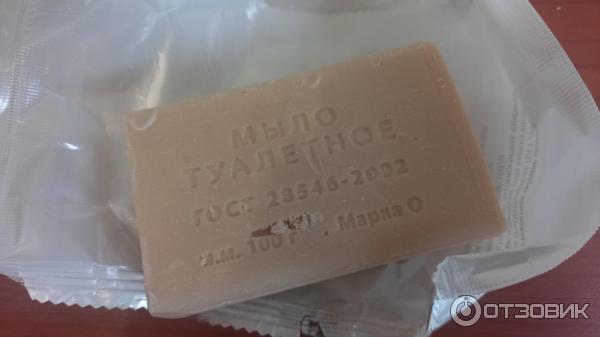 МЫЛО
ТУАЛЕТНОЕ
ГОСТ 28546-2002
н.м. 100 г Марка О
ОТЗОВИК